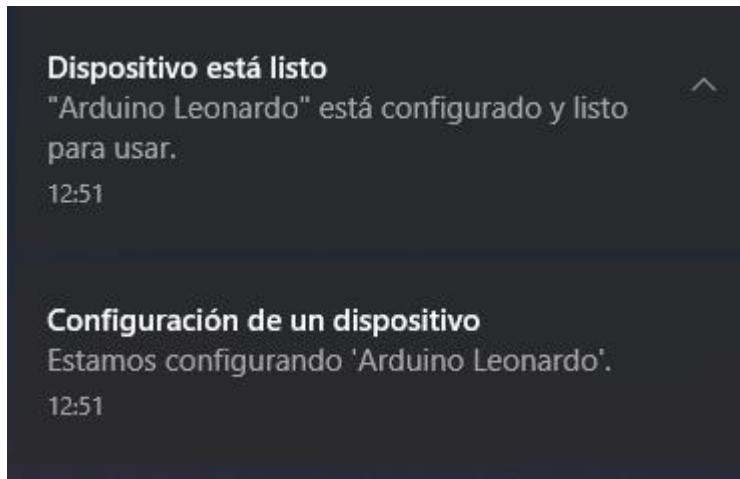 Dispositivo está listo
"Arduino Leonardo" está configurado y listo
para usar.
12:51
Configuración de un dispositivo
Estamos configurando 'Arduino Leonardo'.
12:51